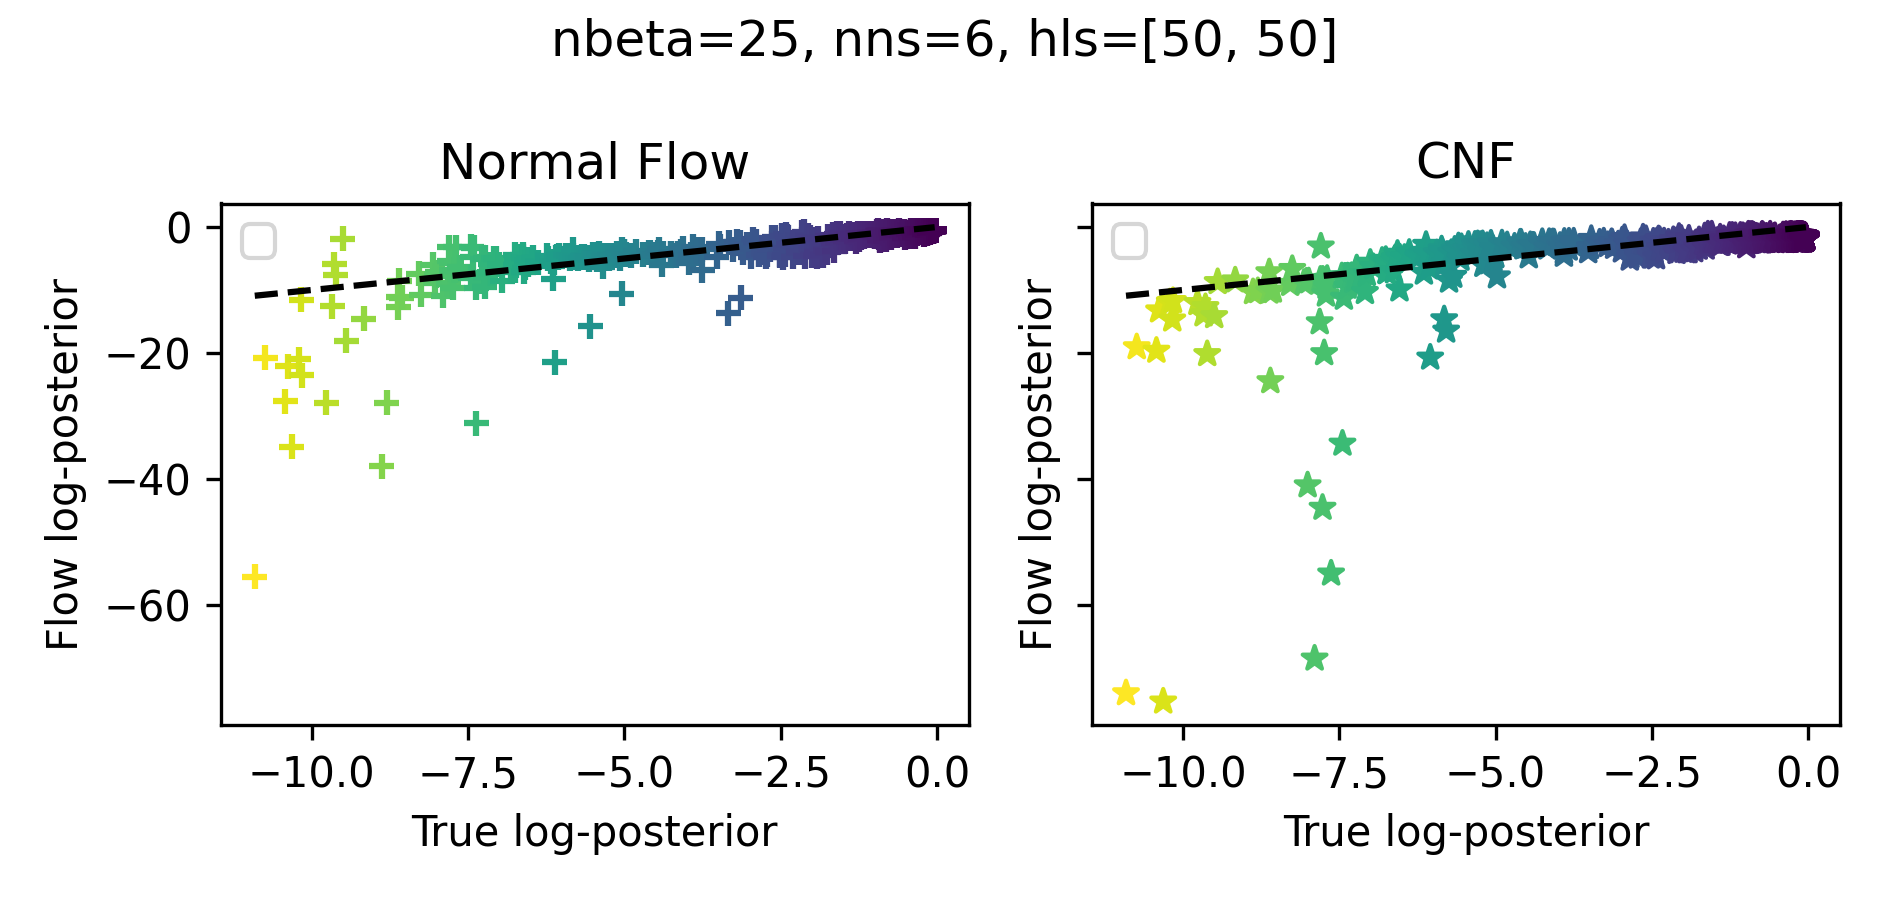 nbeta=25, nns=6, hls=[50, 50]
Normal Flow
CNF
Flow log-posterior
0
−20
−40
−60
−10.0 −7.5 −5.0 −2.5 0.0
True log-posterior
Flow log-posterior
−10.0 −7.5 −5.0 −2.5 0.0
True log-posterior